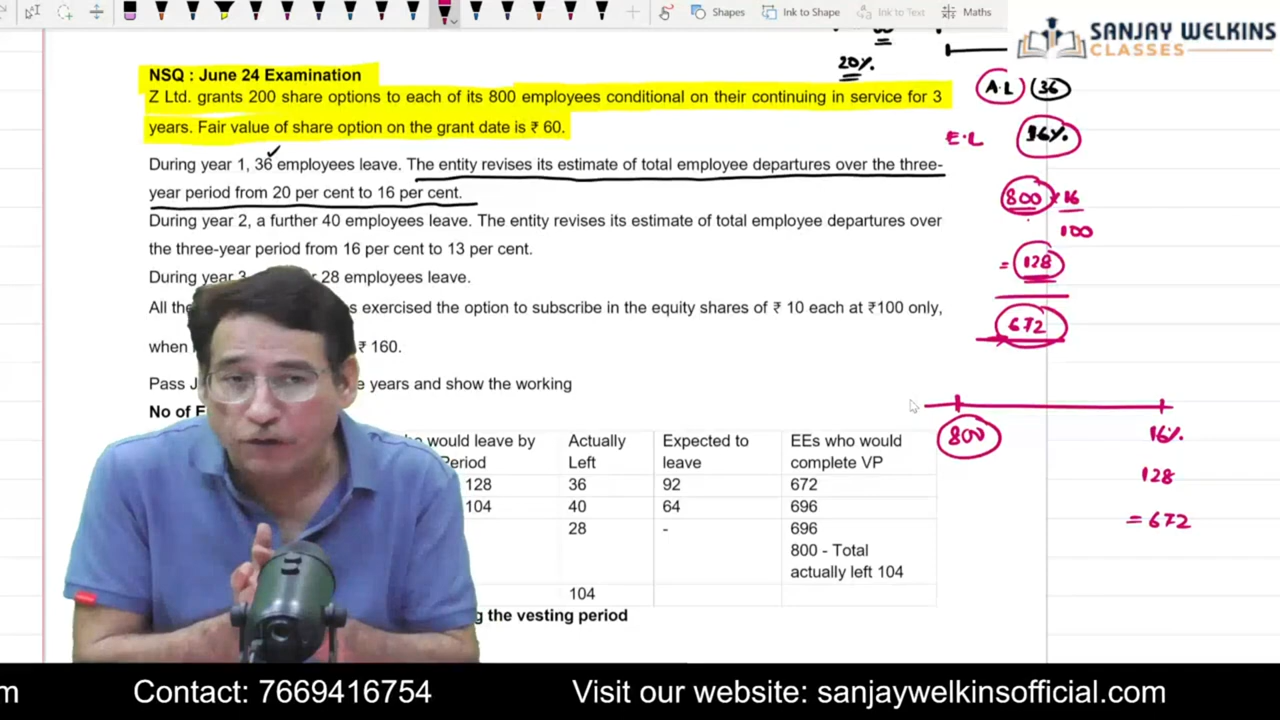 Shapes
Ink to Shape
Ink to Text
Maths
SANJAY WELKINS
CLASSES
20%.
NSQ : June 24 Examination
Z Ltd. grants 200 share options to each of its 800 employees conditional on their continuing in service for 3
years. Fair value of share option on the grant date is ₹ 60.
During year 1, 36 employees leave. The entity revises its estimate of total employee departures over the three-
year period from 20 per cent to 16 per cent.
During year 2, a further 40 employees leave. The entity revises its estimate of total employee departures over
the three-year period from 16 per cent to 13 per cent.
During year 3, 28 employees leave.
All the exercised the option to subscribe in the equity shares of ₹ 10 each at ₹100 only,
when ₹ 160.
Pass years and show the working
No of
would leave by Actually Expected to EEs who would
Period Left leave complete VP
128 36 92 672
104 40 64 696
28 - 696
800 - Total
actually left 104
104
the vesting period
A.L 36
E.L 16%.
800 × 16
100
= 128
672
800 16%.
128
= 672
Contact: 7669416754 Visit our website: sanjaywelkinsofficial.com